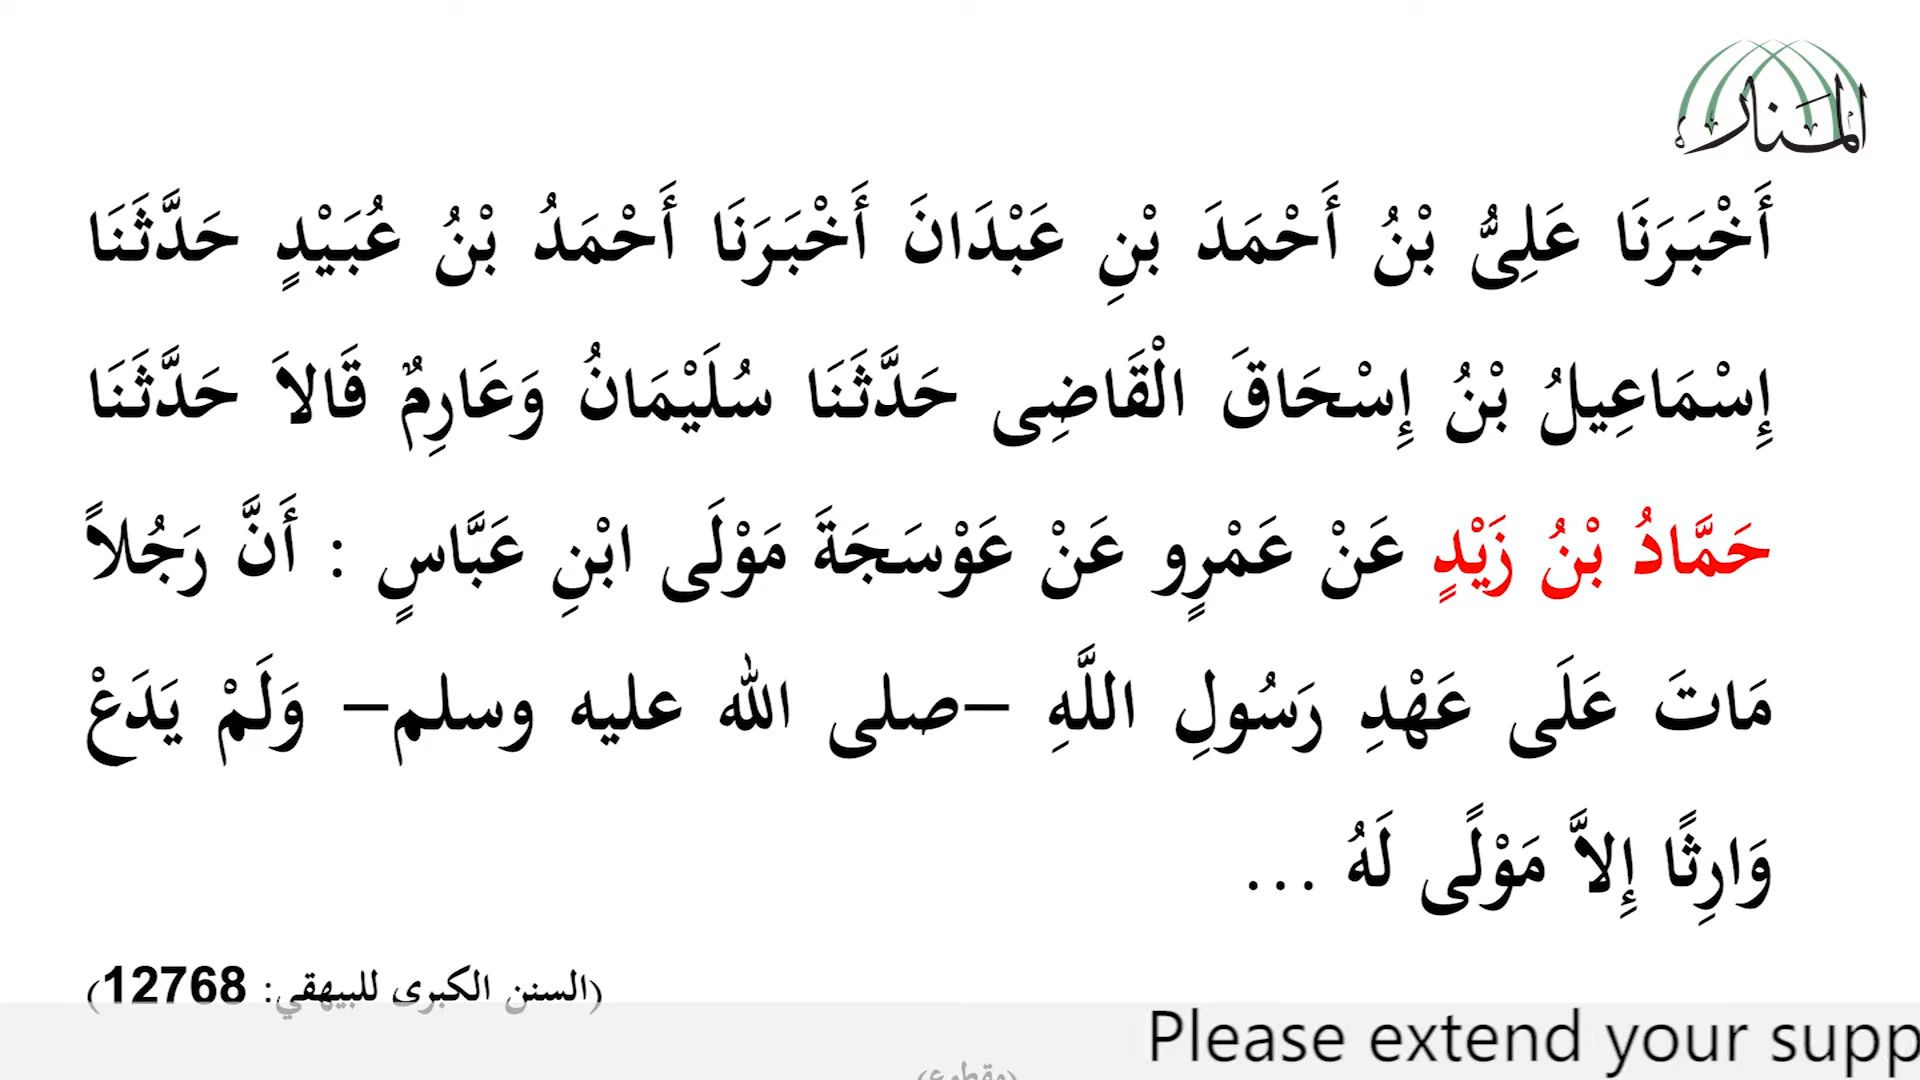 المنار
أَخْبَرَنَا عَلِىُّ بْنُ أَحْمَدَ بْنِ عَبْدَانَ أَخْبَرَنَا أَحْمَدُ بْنُ عُبَيْدٍ حَدَّثَنَا
إِسْمَاعِيلُ بْنُ إِسْحَاقَ الْقَاضِى حَدَّثَنَا سُلَيْمَانُ وَعَارِمٌ قَالاَ حَدَّثَنَا
حَمَّادُ بْنُ زَيْدٍ عَنْ عَمْرٍو عَنْ عَوْسَجَةَ مَوْلَى ابْنِ عَبَّاسٍ : أَنَّ رَجُلاً
مَاتَ عَلَى عَهْدِ رَسُولِ اللَّهِ -صلى الله عليه وسلم- وَلَمْ يَدَعْ
وَارِثًا إِلاَّ مَوْلًى لَهُ ...
(السنن الكبرى للبيهقي: 12768)
Please extend your supp